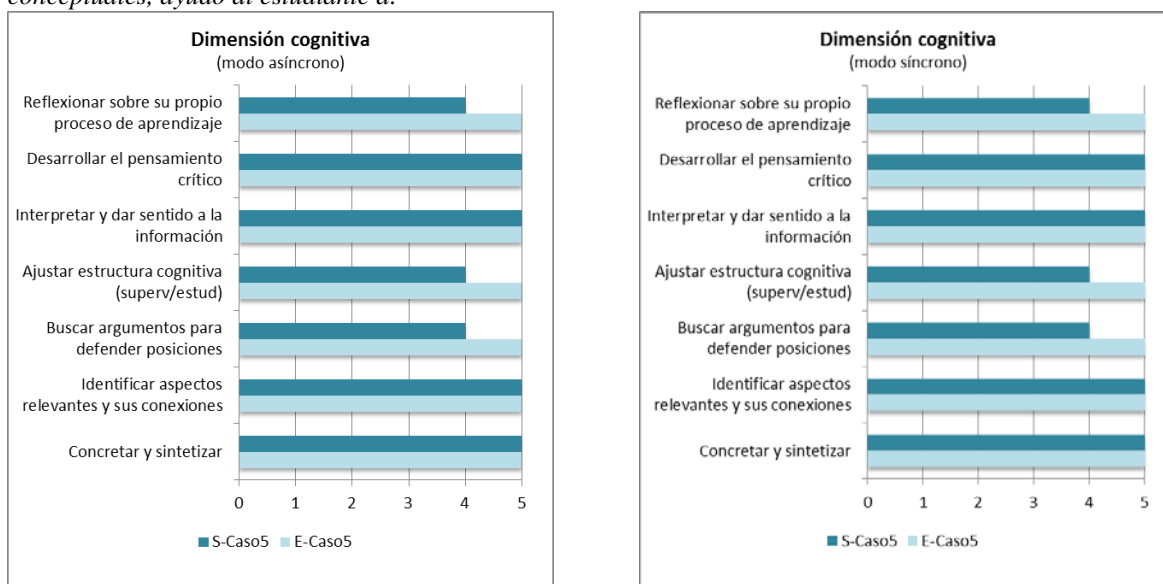 conceptuales, ayudo al estudiante a:
Dimensión cognitiva
(modo asíncrono)
Reflexionar sobre su propio
proceso de aprendizaje
Desarrollar el pensamiento
crítico
Interpretar y dar sentido a la
información
Ajustar estructura cognitiva
(superv/estud)
Buscar argumentos para
defender posiciones
Identificar aspectos
relevantes y sus conexiones
Concretar y sintetizar
0 1 2 3 4 5
S-Caso5 E-Caso5
Dimensión cognitiva
(modo síncrono)
Reflexionar sobre su propio
proceso de aprendizaje
Desarrollar el pensamiento
crítico
Interpretar y dar sentido a la
información
Ajustar estructura cognitiva
(superv/estud)
Buscar argumentos para
defender posiciones
Identificar aspectos
relevantes y sus conexiones
Concretar y sintetizar
0 1 2 3 4 5
S-Caso5 E-Caso5